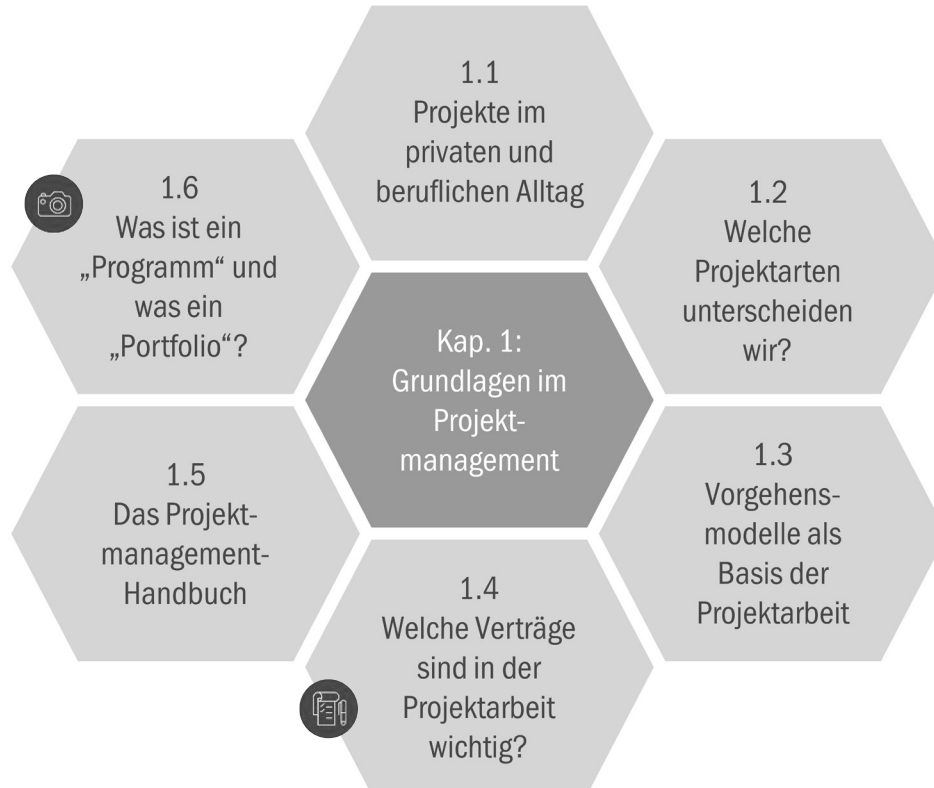 1.1
Projekte im
privaten und
beruflichen Alltag
1.6
Was ist ein
„Programm“ und
was ein
„Portfolio“?
1.2
Welche
Projektarten
unterscheiden
wir?
Kap. 1:
Grundlagen im
Projekt-
management
1.5
Das Projekt-
management-
Handbuch
1.3
Vorgehens-
modelle als
Basis der
Projektarbeit
1.4
Welche Verträge
sind in der
Projektarbeit
wichtig?